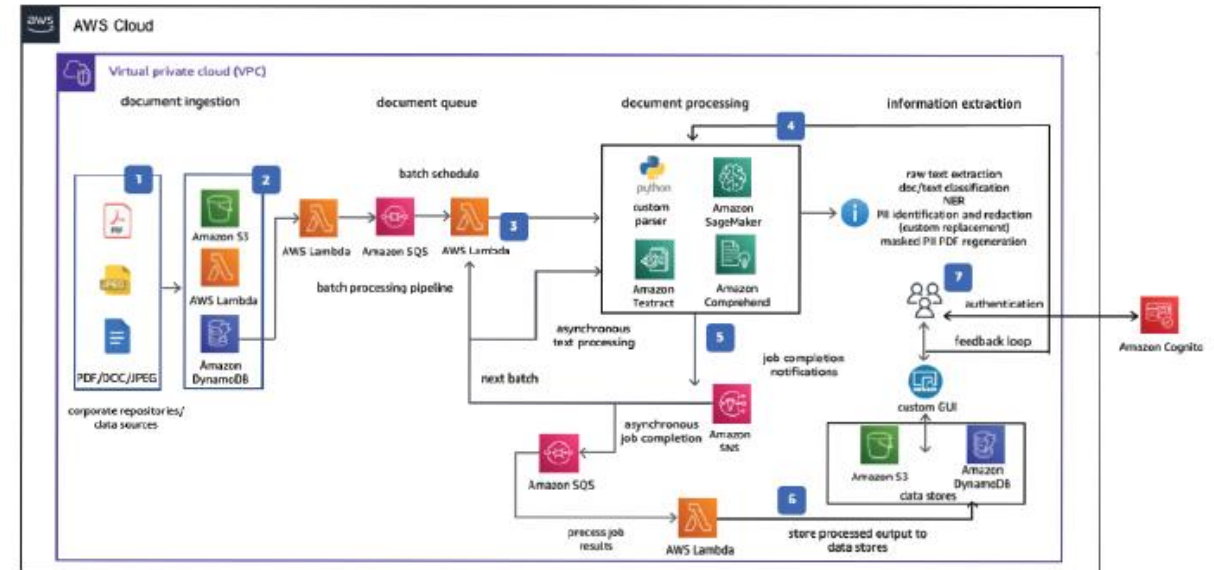 aws
AWS Cloud
Virtual private cloud (VPC)
document ingestion
document queue
document processing
information extraction
1
PDF
JPEG
PDF/DOC/JPEG
corporate repositories/
data sources
2
Amazon S3
AWS Lambda
Amazon
DynamoDB
batch schedule
AWS Lambda
Amazon SQS
AWS Lambda
3
batch processing pipeline
4
python
custom
parser
Amazon
SageMaker
Amazon
Textract
Amazon
Comprehend
raw text extraction
doc/text classification
NER
PII identification and redaction
(custom replacement)
masked PII PDF regeneration
asynchronous
text processing
next batch
5
job completion
notifications
7
authentication
feedback loop
Amazon Cognito
custom GUI
asynchronous
job completion
Amazon
SNS
Amazon SQS
Amazon S3
Amazon
DynamoDB
data stores
process job
results
AWS Lambda
6
store processed output to
data stores